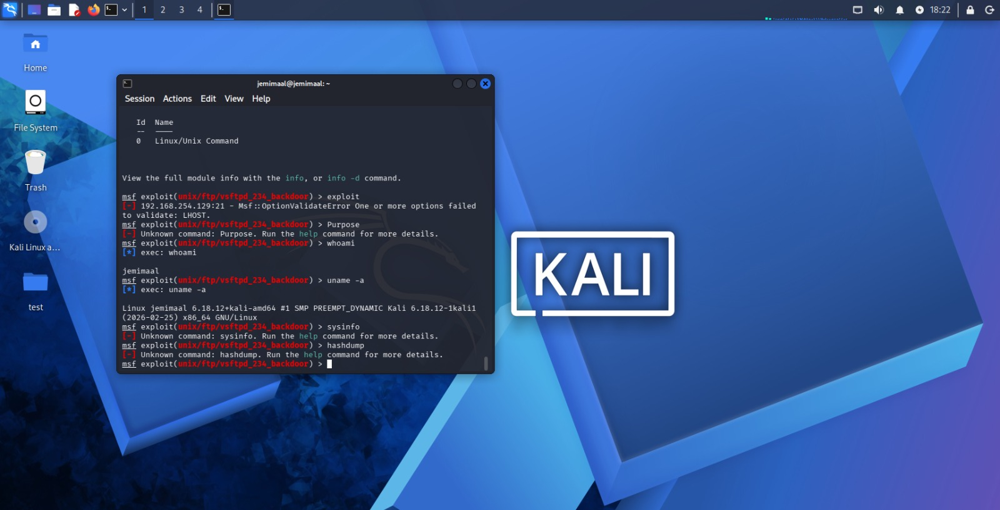 1 2 3 4
18:22
Home
File System
Trash
Kali Linux a...
test
jemimaal@jemimaal: ~
Session Actions Edit View Help
Id Name
-- ----
0 Linux/Unix Command
View the full module info with the info, or info -d command.
msf exploit(unix/ftp/vsftpd_234_backdoor) > exploit
[-] 192.168.254.129:21 - Msf::OptionValidateError One or more options failed
to validate: LHOST.
msf exploit(unix/ftp/vsftpd_234_backdoor) > Purpose
[-] Unknown command: Purpose. Run the help command for more details.
msf exploit(unix/ftp/vsftpd_234_backdoor) > whoami
[*] exec: whoami
jemimaal
msf exploit(unix/ftp/vsftpd_234_backdoor) > uname -a
[*] exec: uname -a
Linux jemimaal 6.18.12+kali-amd64 #1 SMP PREEMPT_DYNAMIC Kali 6.18.12-1kali1
(2026-02-25) x86_64 GNU/Linux
msf exploit(unix/ftp/vsftpd_234_backdoor) > sysinfo
[-] Unknown command: sysinfo. Run the help command for more details.
msf exploit(unix/ftp/vsftpd_234_backdoor) > hashdump
[-] Unknown command: hashdump. Run the help command for more details.
msf exploit(unix/ftp/vsftpd_234_backdoor) >
KALI